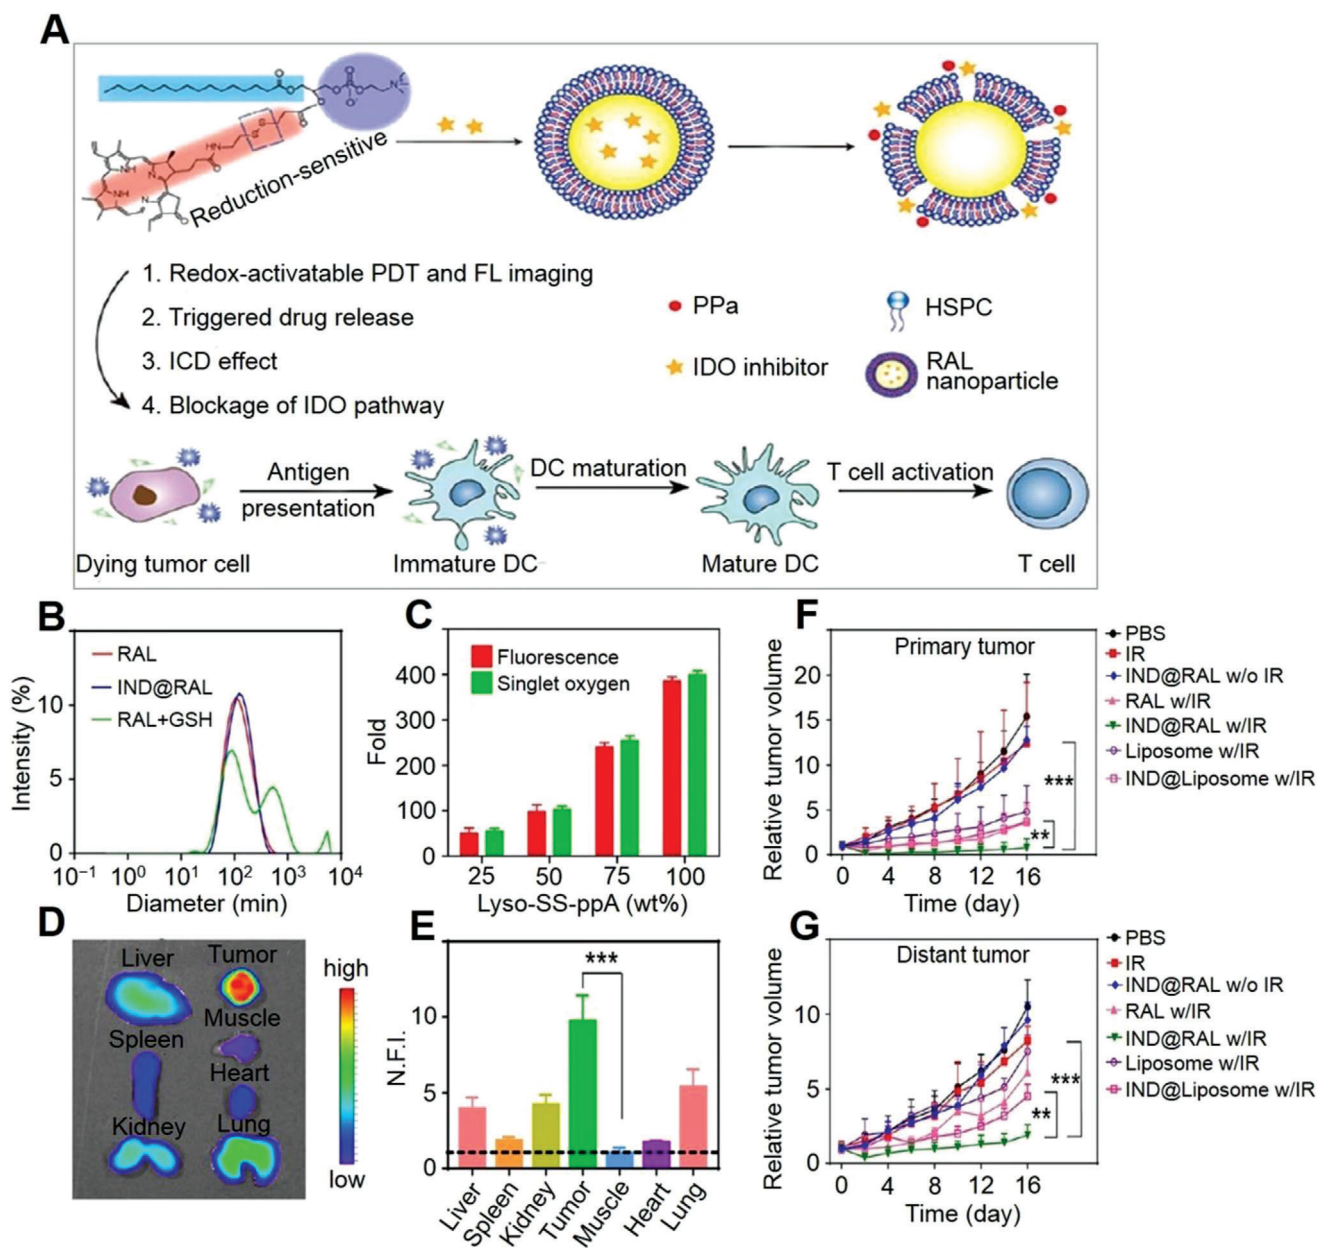 A
Reduction-sensitive
1. Redox-activatable PDT and FL imaging
2. Triggered drug release
3. ICD effect
4. Blockage of IDO pathway
PPa
HSPC
IDO inhibitor
RAL
nanoparticle
Antigen
presentation
DC maturation
T cell activation
Dying tumor cell
Immature DC
Mature DC
T cell
B
Intensity (%)
10
5
0
RAL
IND@RAL
RAL+GSH
10−1 100 101 102 103 104
Diameter (min)
C
Fold
400
300
200
100
0
Fluorescence
Singlet oxygen
25 50 75 100
Lyso-SS-ppA (wt%)
F
Relative tumor volume
Primary tumor
20
15
10
5
0
***
**
0 4 8 12 16
Time (day)
PBS
IR
IND@RAL w/o IR
RAL w/IR
IND@RAL w/IR
Liposome w/IR
IND@Liposome w/IR
D
Liver
Tumor
Muscle
Spleen
Heart
Kidney
Lung
high
low
E
N.F.I.
10
5
0
***
Liver
Spleen
Kidney
Tumor
Muscle
Heart
Lung
G
Relative tumor volume
Distant tumor
10
5
0
***
**
0 4 8 12 16
Time (day)
PBS
IR
IND@RAL w/o IR
RAL w/IR
IND@RAL w/IR
Liposome w/IR
IND@Liposome w/IR